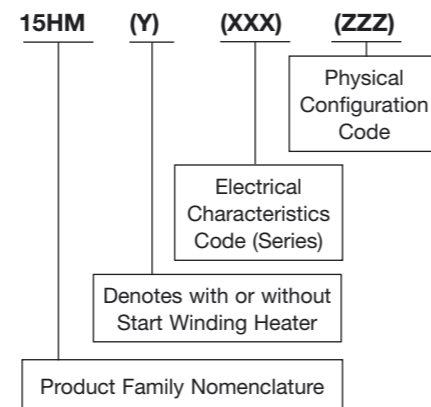 15HM (Y) (XXX) (ZZZ)
Physical
Configuration
Code
Electrical
Characteristics
Code (Series)
Denotes with or without
Start Winding Heater
Product Family Nomenclature